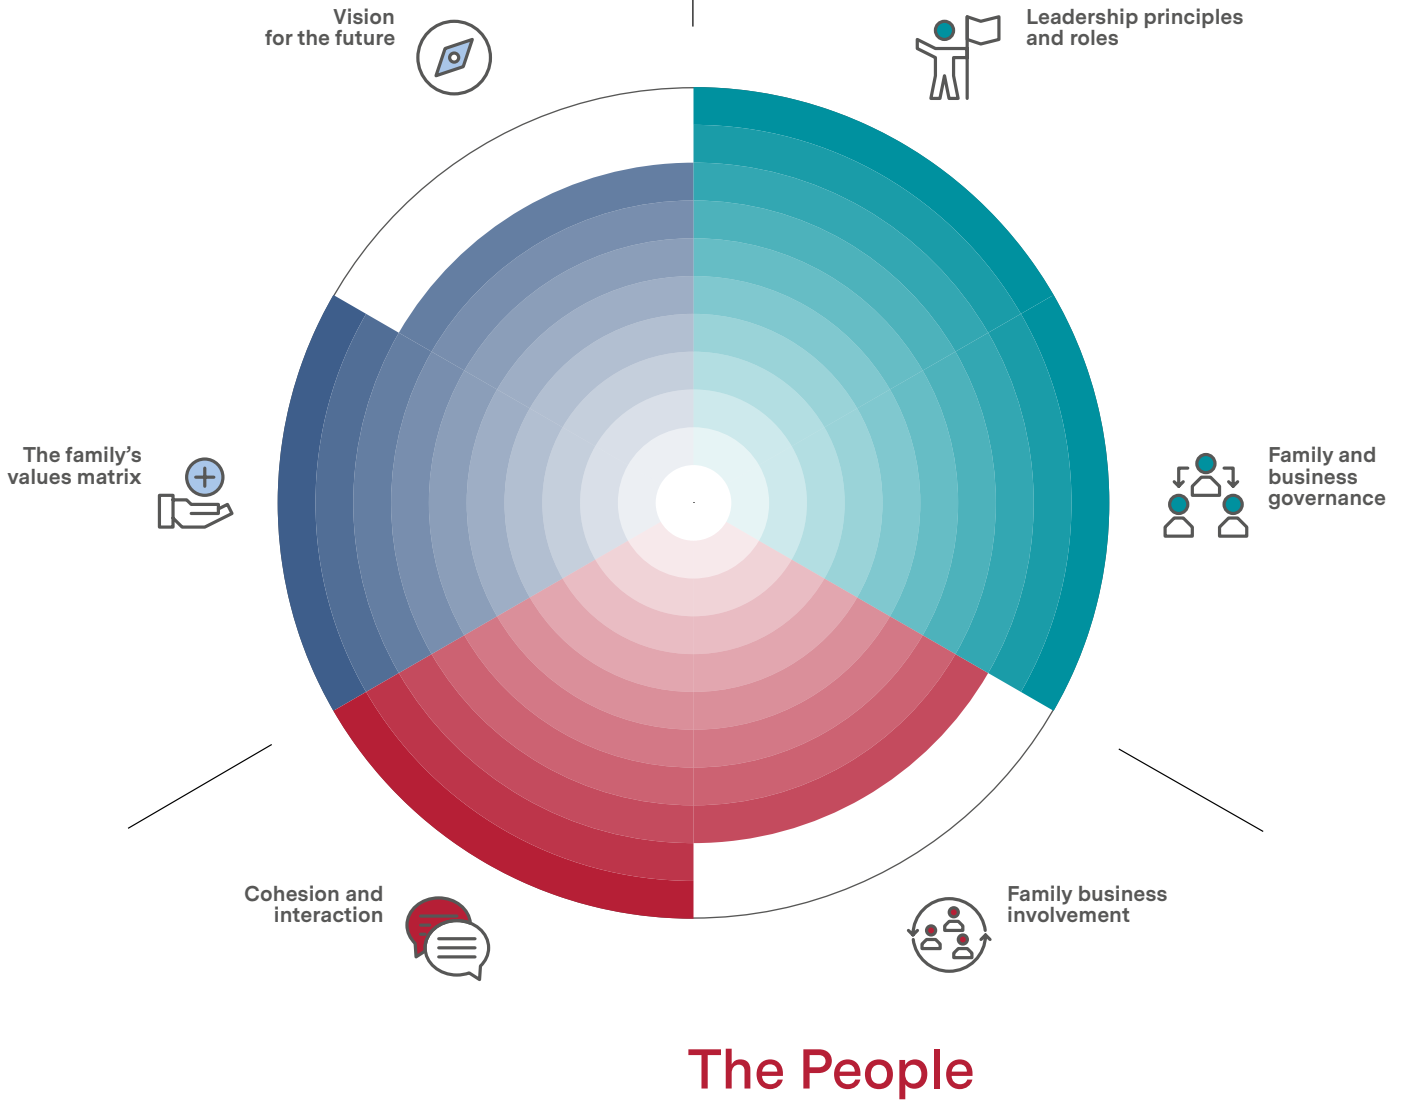 Vision
for the future
Leadership principles
and roles
The family’s
values matrix
Family and
business
governance
Cohesion and
interaction
Family business
involvement
The People